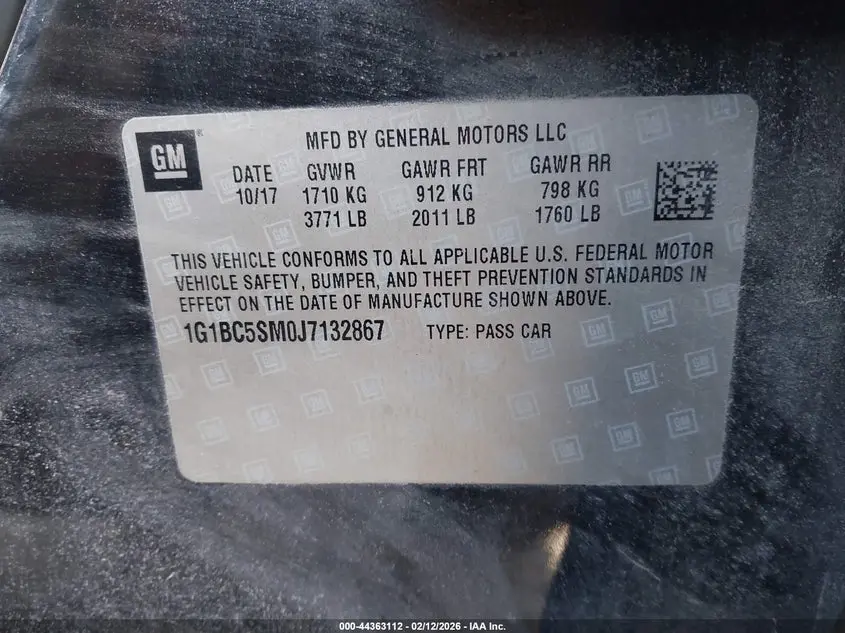 GM
MFD BY GENERAL MOTORS LLC
DATE GVWR GAWR FRT GAWR RR
10/17 1710 KG 912 KG 798 KG
3771 LB 2011 LB 1760 LB
THIS VEHICLE CONFORMS TO ALL APPLICABLE U.S. FEDERAL MOTOR
VEHICLE SAFETY, BUMPER, AND THEFT PREVENTION STANDARDS IN
EFFECT ON THE DATE OF MANUFACTURE SHOWN ABOVE.
1G1BC5SM0J7132867 TYPE: PASS CAR
000-44363112 - 02/12/2026 - IAA Inc.